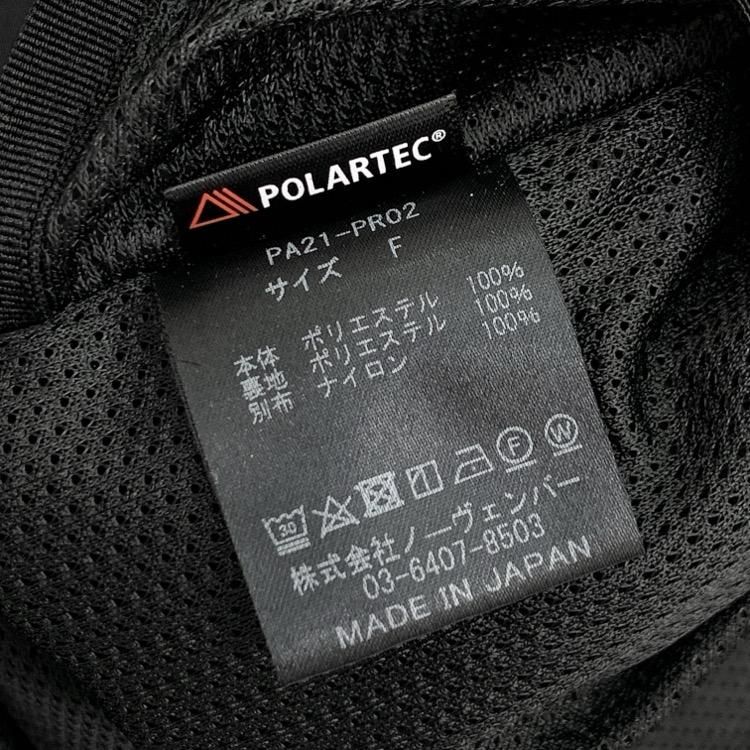 POLARTEC®
PA21-PR02
サイズ F
本体 ポリエステル 100%
裏地 ポリエステル 100%
別布 ナイロン 100%
30 F W
株式会社ノーヴェンバー
03-6407-8503
MADE IN JAPAN